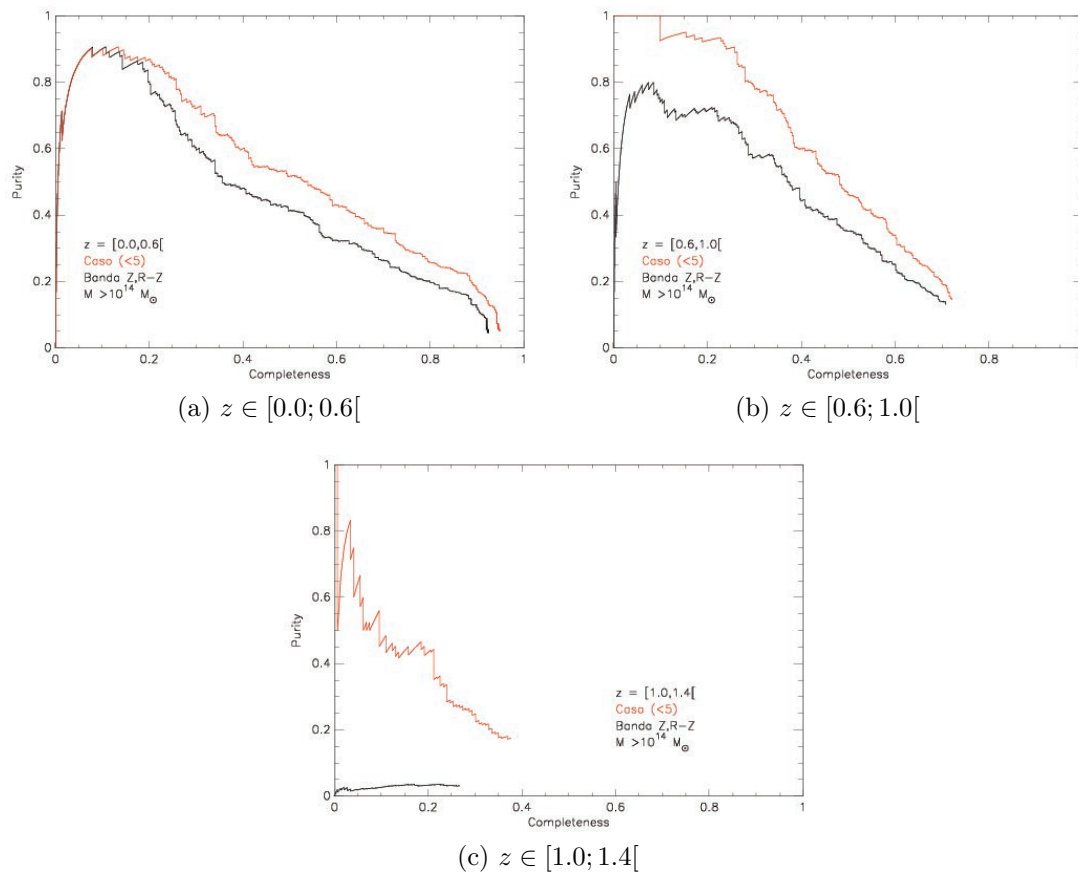 1
0.8
0.6
0.4
0.2
0
Purity
z = [0.0,0.6[
Caso (<5)
Banda Z,R-Z
M >10^14 M⊙
0
0.2
0.4
0.6
0.8
1
Completeness
(a) z ∈ [0.0; 0.6[
1
0.8
0.6
0.4
0.2
0
Purity
z = [0.6,1.0[
Caso (<5)
Banda Z,R-Z
M >10^14 M⊙
0
0.2
0.4
0.6
0.8
Completeness
(b) z ∈ [0.6; 1.0[
1
0.8
0.6
0.4
0.2
0
Purity
z = [1.0,1.4[
Caso (<5)
Banda Z,R-Z
M >10^14 M⊙
0
0.2
0.4
0.6
0.8
1
Completeness
(c) z ∈ [1.0; 1.4[